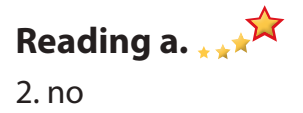 Reading a.
2. no